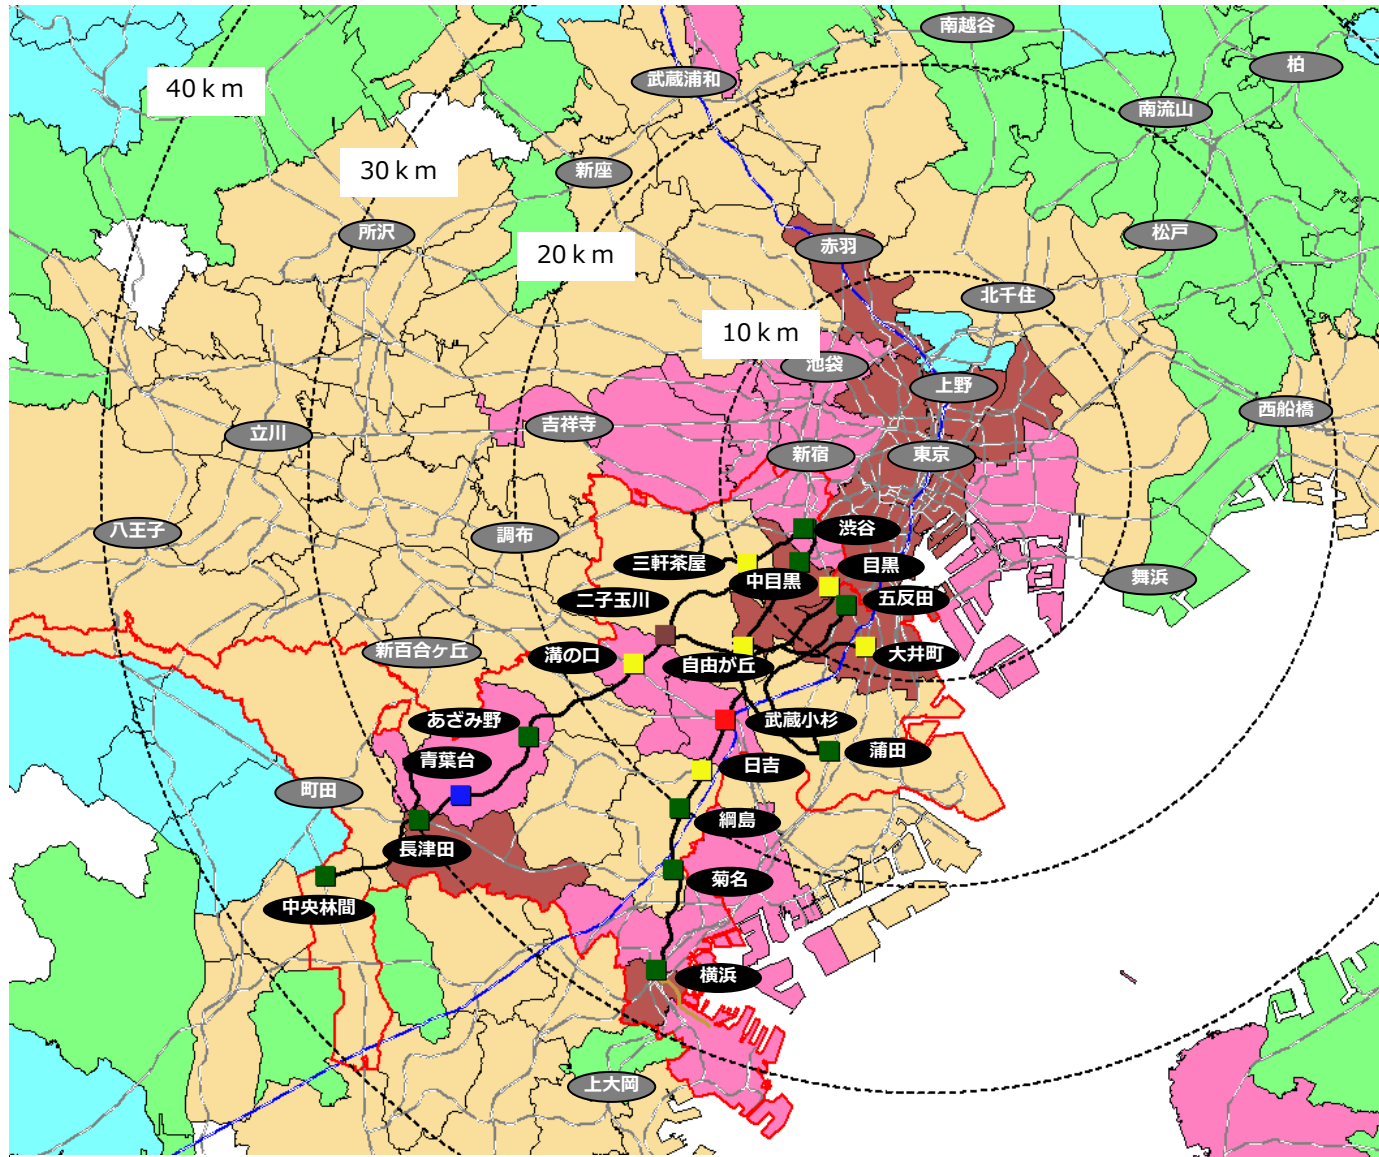 南越谷
柏
武蔵浦和
40ｋｍ
南流山
30ｋｍ
新座
所沢
松戸
20ｋｍ
赤羽
北千住
10ｋｍ
池袋
上野
西船橋
吉祥寺
立川
新宿
東京
八王子
調布
渋谷
三軒茶屋
中目黒
目黒
舞浜
二子玉川
五反田
新百合ヶ丘
溝の口
自由が丘
大井町
あざみ野
武蔵小杉
蒲田
青葉台
日吉
町田
綱島
長津田
菊名
中央林間
横浜
上大岡